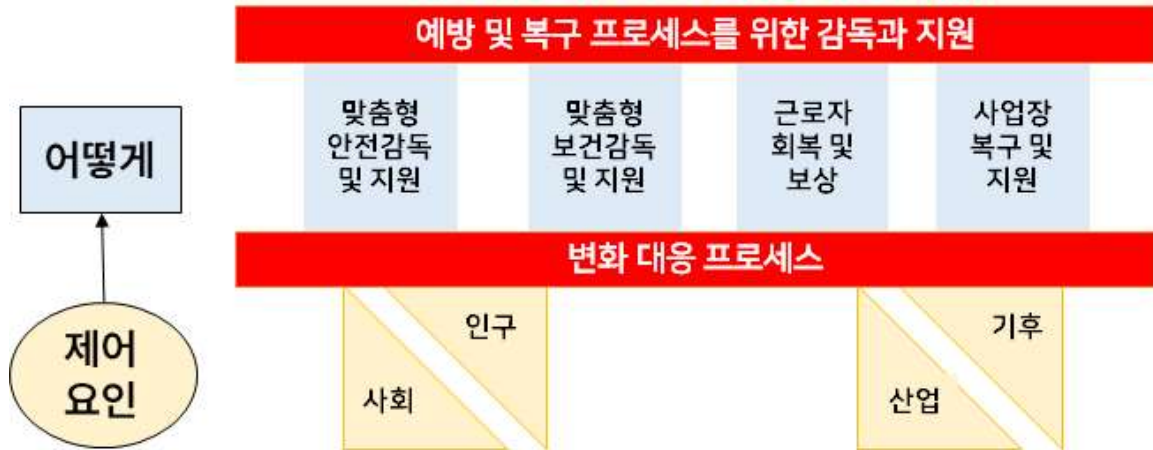 예방 및 복구 프로세스를 위한 감독과 지원
어떻게
맞춤형
안전감독
및 지원
맞춤형
보건감독
및 지원
근로자
회복 및
보상
사업장
복구 및
지원
변화 대응 프로세스
제어
요인
인구
사회
기후
산업